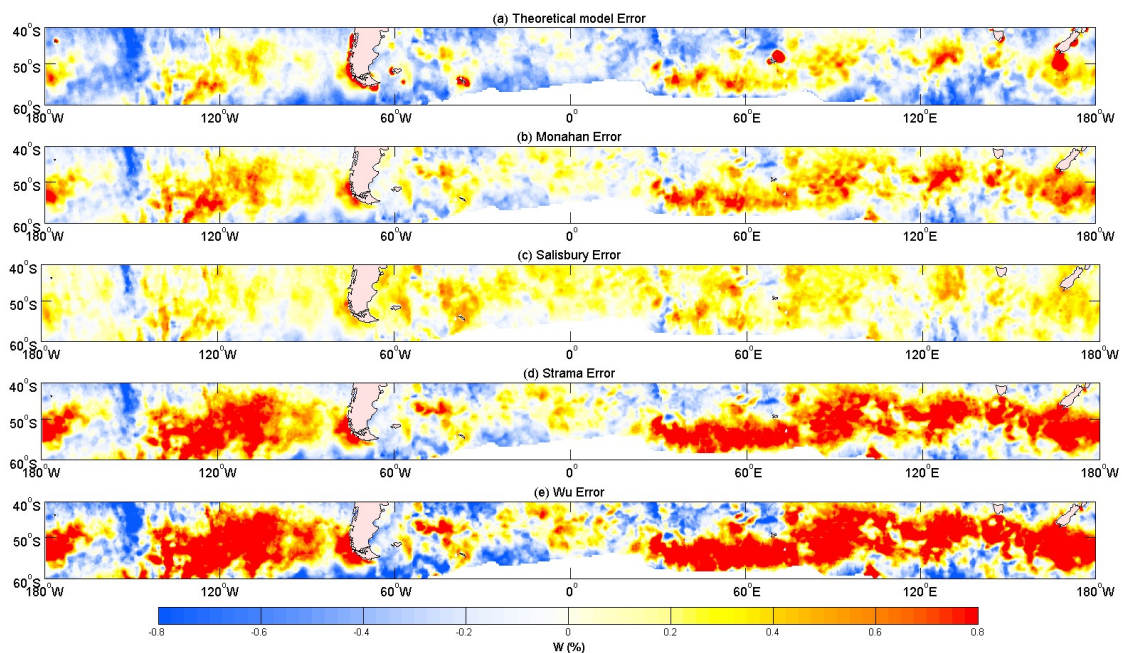 (a) Theoretical model Error
40°S
50°S
60°S
180°W 120°W 60°W 0° 60°E 120°E 180°W
(b) Monahan Error
40°S
50°S
60°S
180°W 120°W 60°W 0° 60°E 120°E 180°W
(c) Salisbury Error
40°S
50°S
60°S
180°W 120°W 60°W 0° 60°E 120°E 180°W
(d) Strama Error
40°S
50°S
60°S
180°W 120°W 60°W 0° 60°E 120°E 180°W
(e) Wu Error
40°S
50°S
60°S
180°W 120°W 60°W 0° 60°E 120°E 180°W
-0.8 -0.6 -0.4 -0.2 0 0.2 0.4 0.6 0.8
W (%)